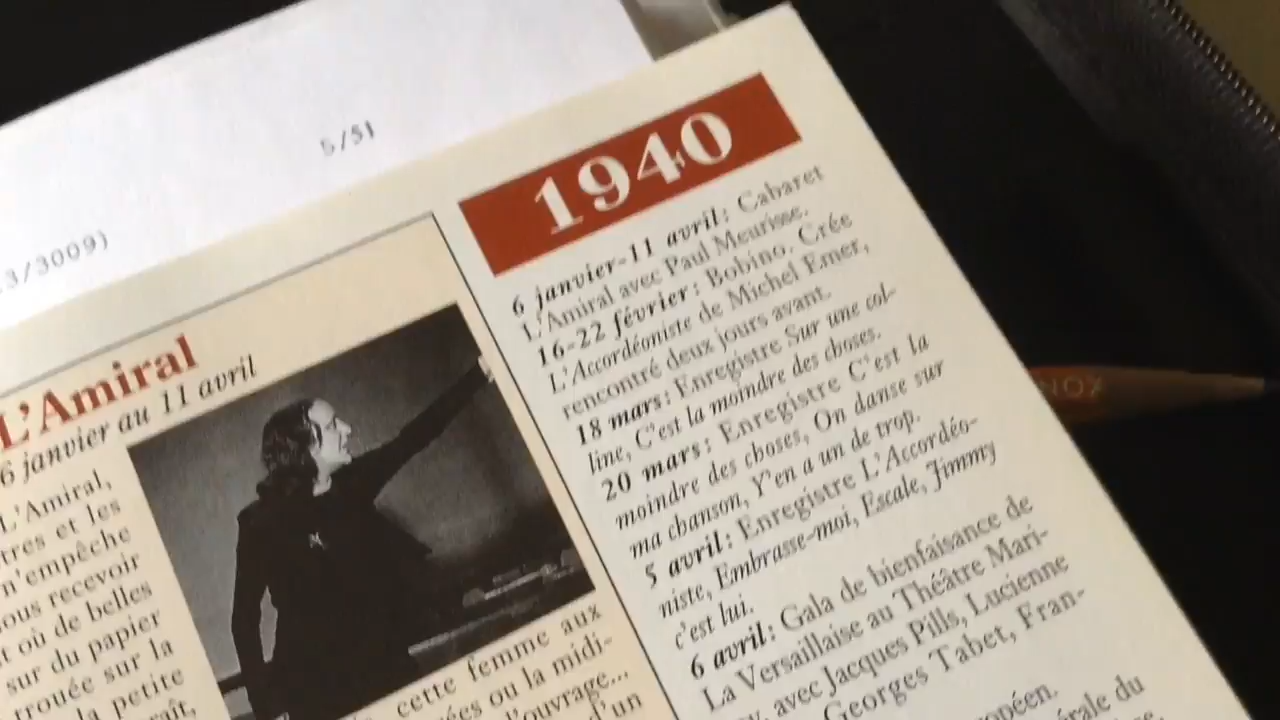 5/51
3/3009)
L'Amiral
6 janvier au 11 avril
L'Amiral,
tres et les
n'empêche
ous recevoir
t où de belles
sur du papier
trouée sur la
la petite
cette femme aux
ées ou la midi-
l'ouvrage...
d'un
1940
6 janvier-11 avril: Cabaret
L'Amiral avec Paul Meurisse.
16-22 février: Bobino. Crée
L'Accordéoniste de Michel Emer,
rencontré deux jours avant.
18 mars: Enregistre Sur une col-
line, C'est la moindre des choses.
20 mars: Enregistre C'est la
moindre des choses, On danse sur
ma chanson, Y'en a un de trop.
5 avril: Enregistre L'Accordéo-
niste, Embrasse-moi, Escale, Jimmy
c'est lui.
6 avril: Gala de bienfaisance de
La Versaillaise au Théâtre Mari-
avec Jacques Pills, Lucienne
Georges Tabet, Fran-
opéen.
érale du
NOX